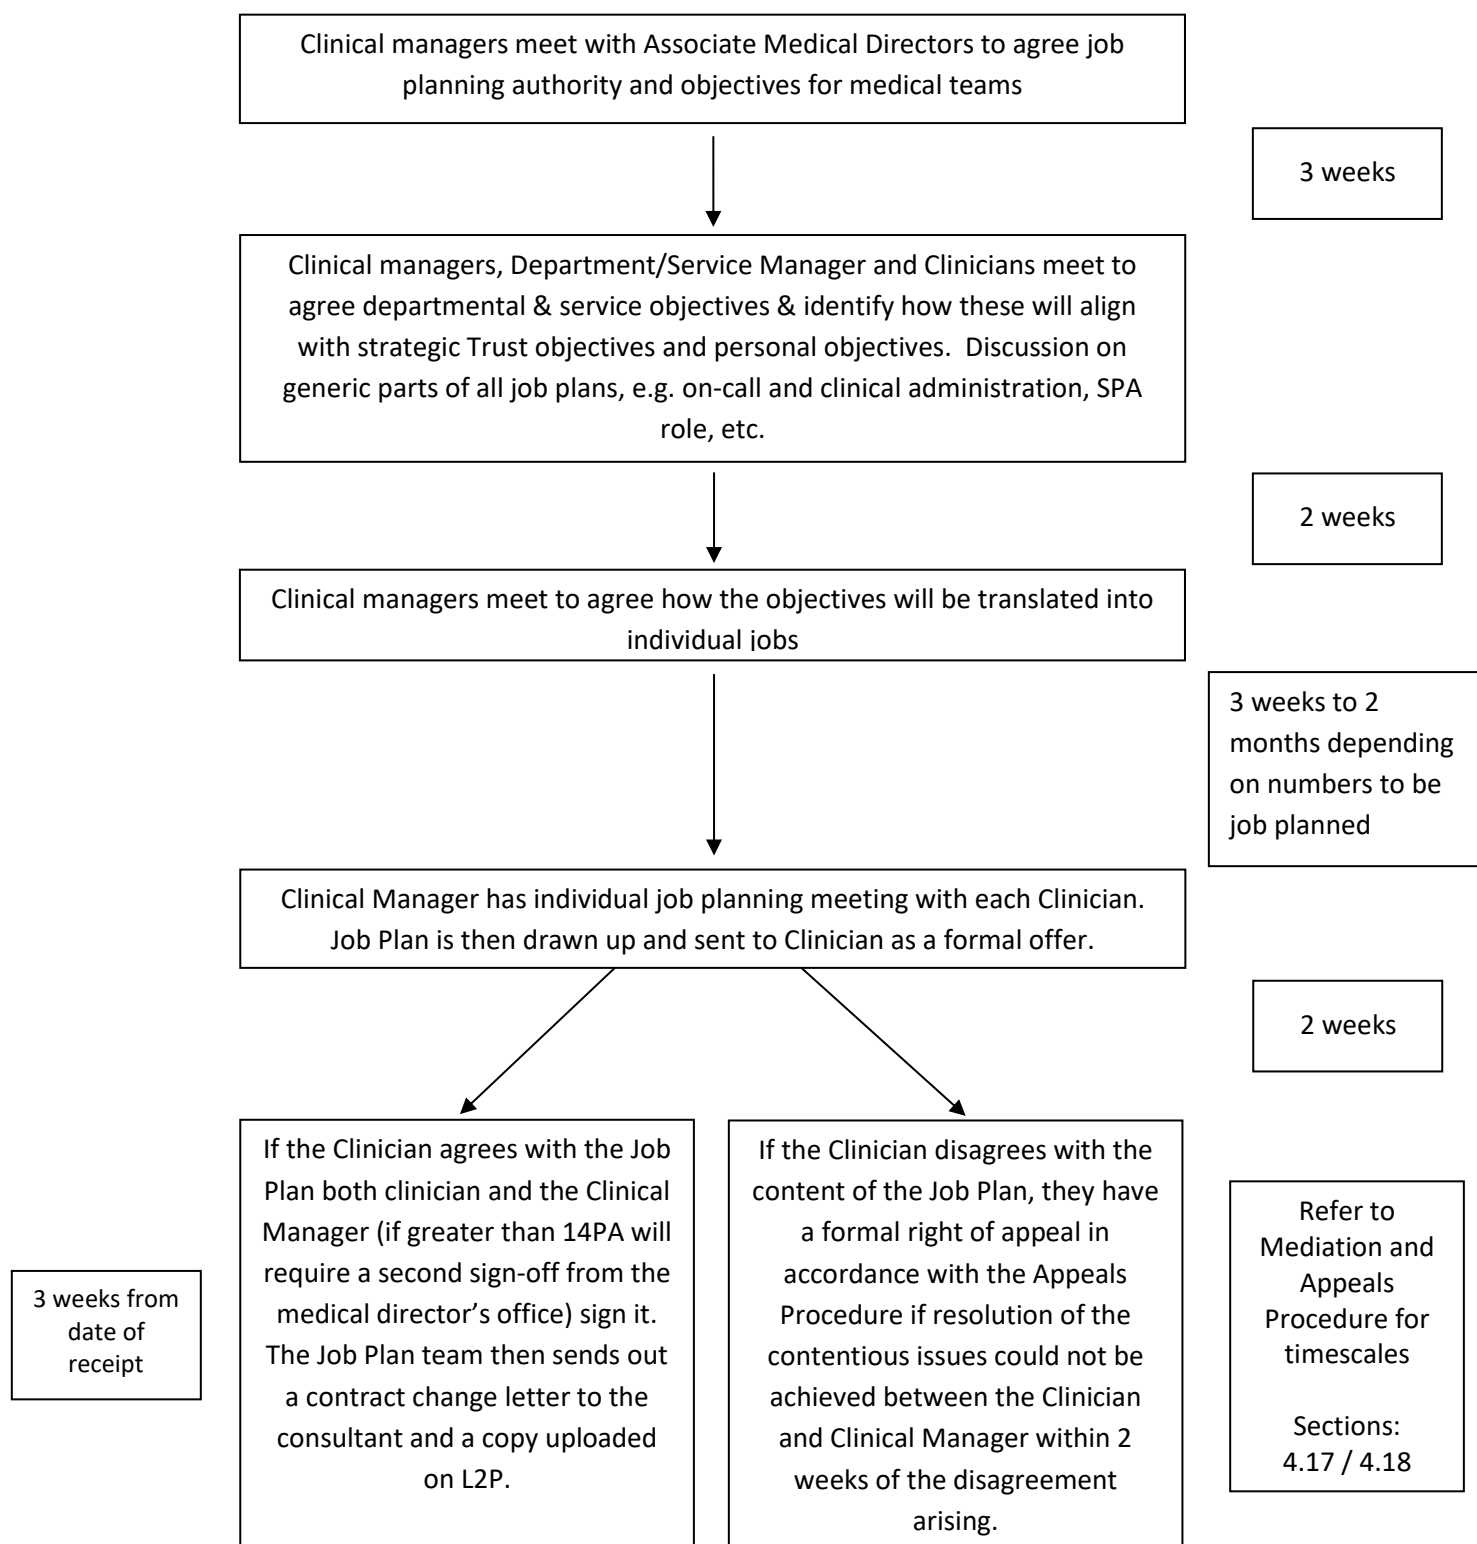 Clinical managers meet with Associate Medical Directors to agree job
planning authority and objectives for medical teams
3 weeks
Clinical managers, Department/Service Manager and Clinicians meet to
agree departmental & service objectives & identify how these will align
with strategic Trust objectives and personal objectives.  Discussion on
generic parts of all job plans, e.g. on-call and clinical administration, SPA
role, etc.
2 weeks
Clinical managers meet to agree how the objectives will be translated into
individual jobs
3 weeks to 2
months depending
on numbers to be
job planned
Clinical Manager has individual job planning meeting with each Clinician.
Job Plan is then drawn up and sent to Clinician as a formal offer.
2 weeks
3 weeks from
date of
receipt
If the Clinician agrees with the Job
Plan both clinician and the Clinical
Manager (if greater than 14PA will
require a second sign-off from the
medical director’s office) sign it.
The Job Plan team then sends out
a contract change letter to the
consultant and a copy uploaded
on L2P.
If the Clinician disagrees with the
content of the Job Plan, they have
a formal right of appeal in
accordance with the Appeals
Procedure if resolution of the
contentious issues could not be
achieved between the Clinician
and Clinical Manager within 2
weeks of the disagreement
arising.
Refer to
Mediation and
Appeals
Procedure for
timescales
Sections:
4.17 / 4.18